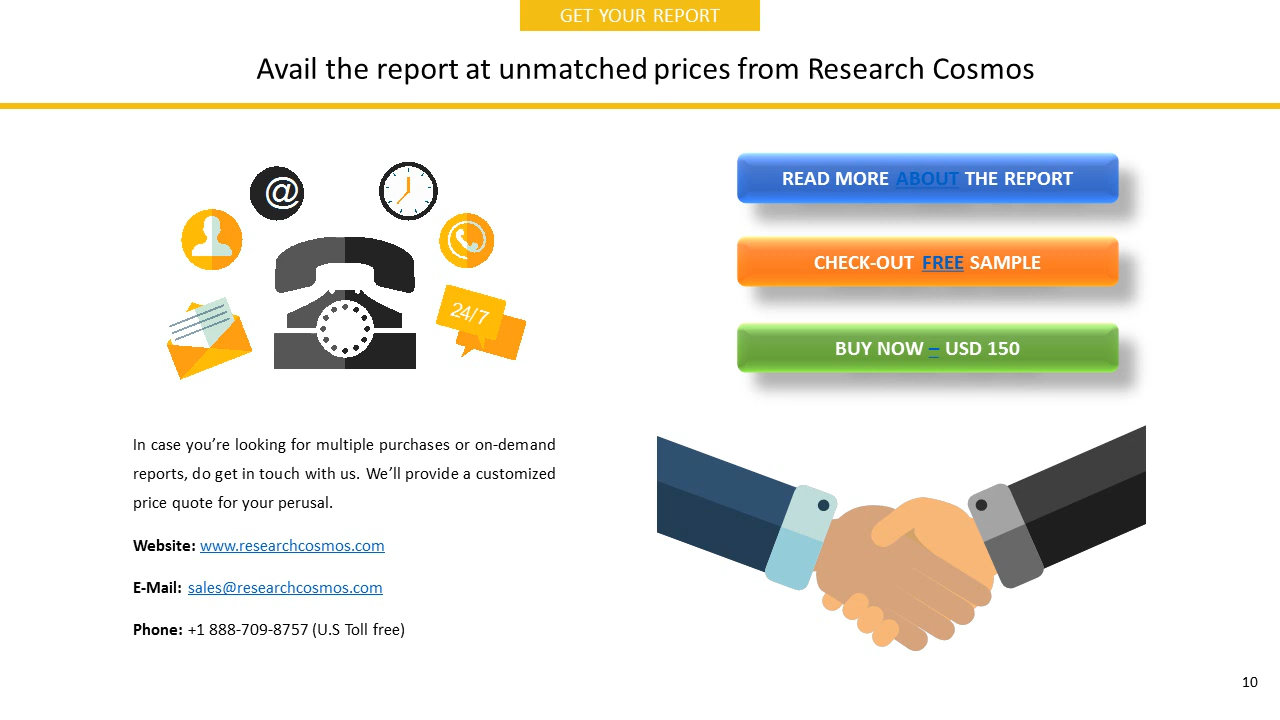 GET YOUR REPORT
Avail the report at unmatched prices from Research Cosmos
@
24/7
READ MORE ABOUT THE REPORT
CHECK-OUT FREE SAMPLE
BUY NOW – USD 150
In case you’re looking for multiple purchases or on-demand
reports, do get in touch with us. We’ll provide a customized
price quote for your perusal.
Website: www.researchcosmos.com
E-Mail: sales@researchcosmos.com
Phone: +1 888-709-8757 (U.S Toll free)
10